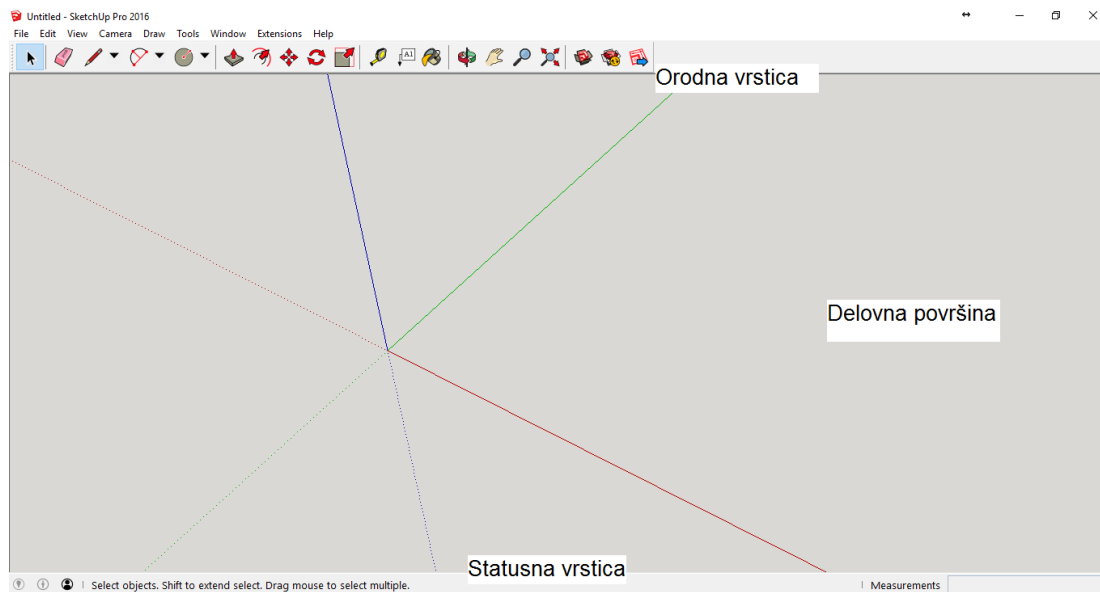 Untitled - SketchUp Pro 2016
File Edit View Camera Draw Tools Window Extensions Help
A1
Orodna vrstica
Delovna površina
Statusna vrstica
Select objects. Shift to extend select. Drag mouse to select multiple.
Measurements